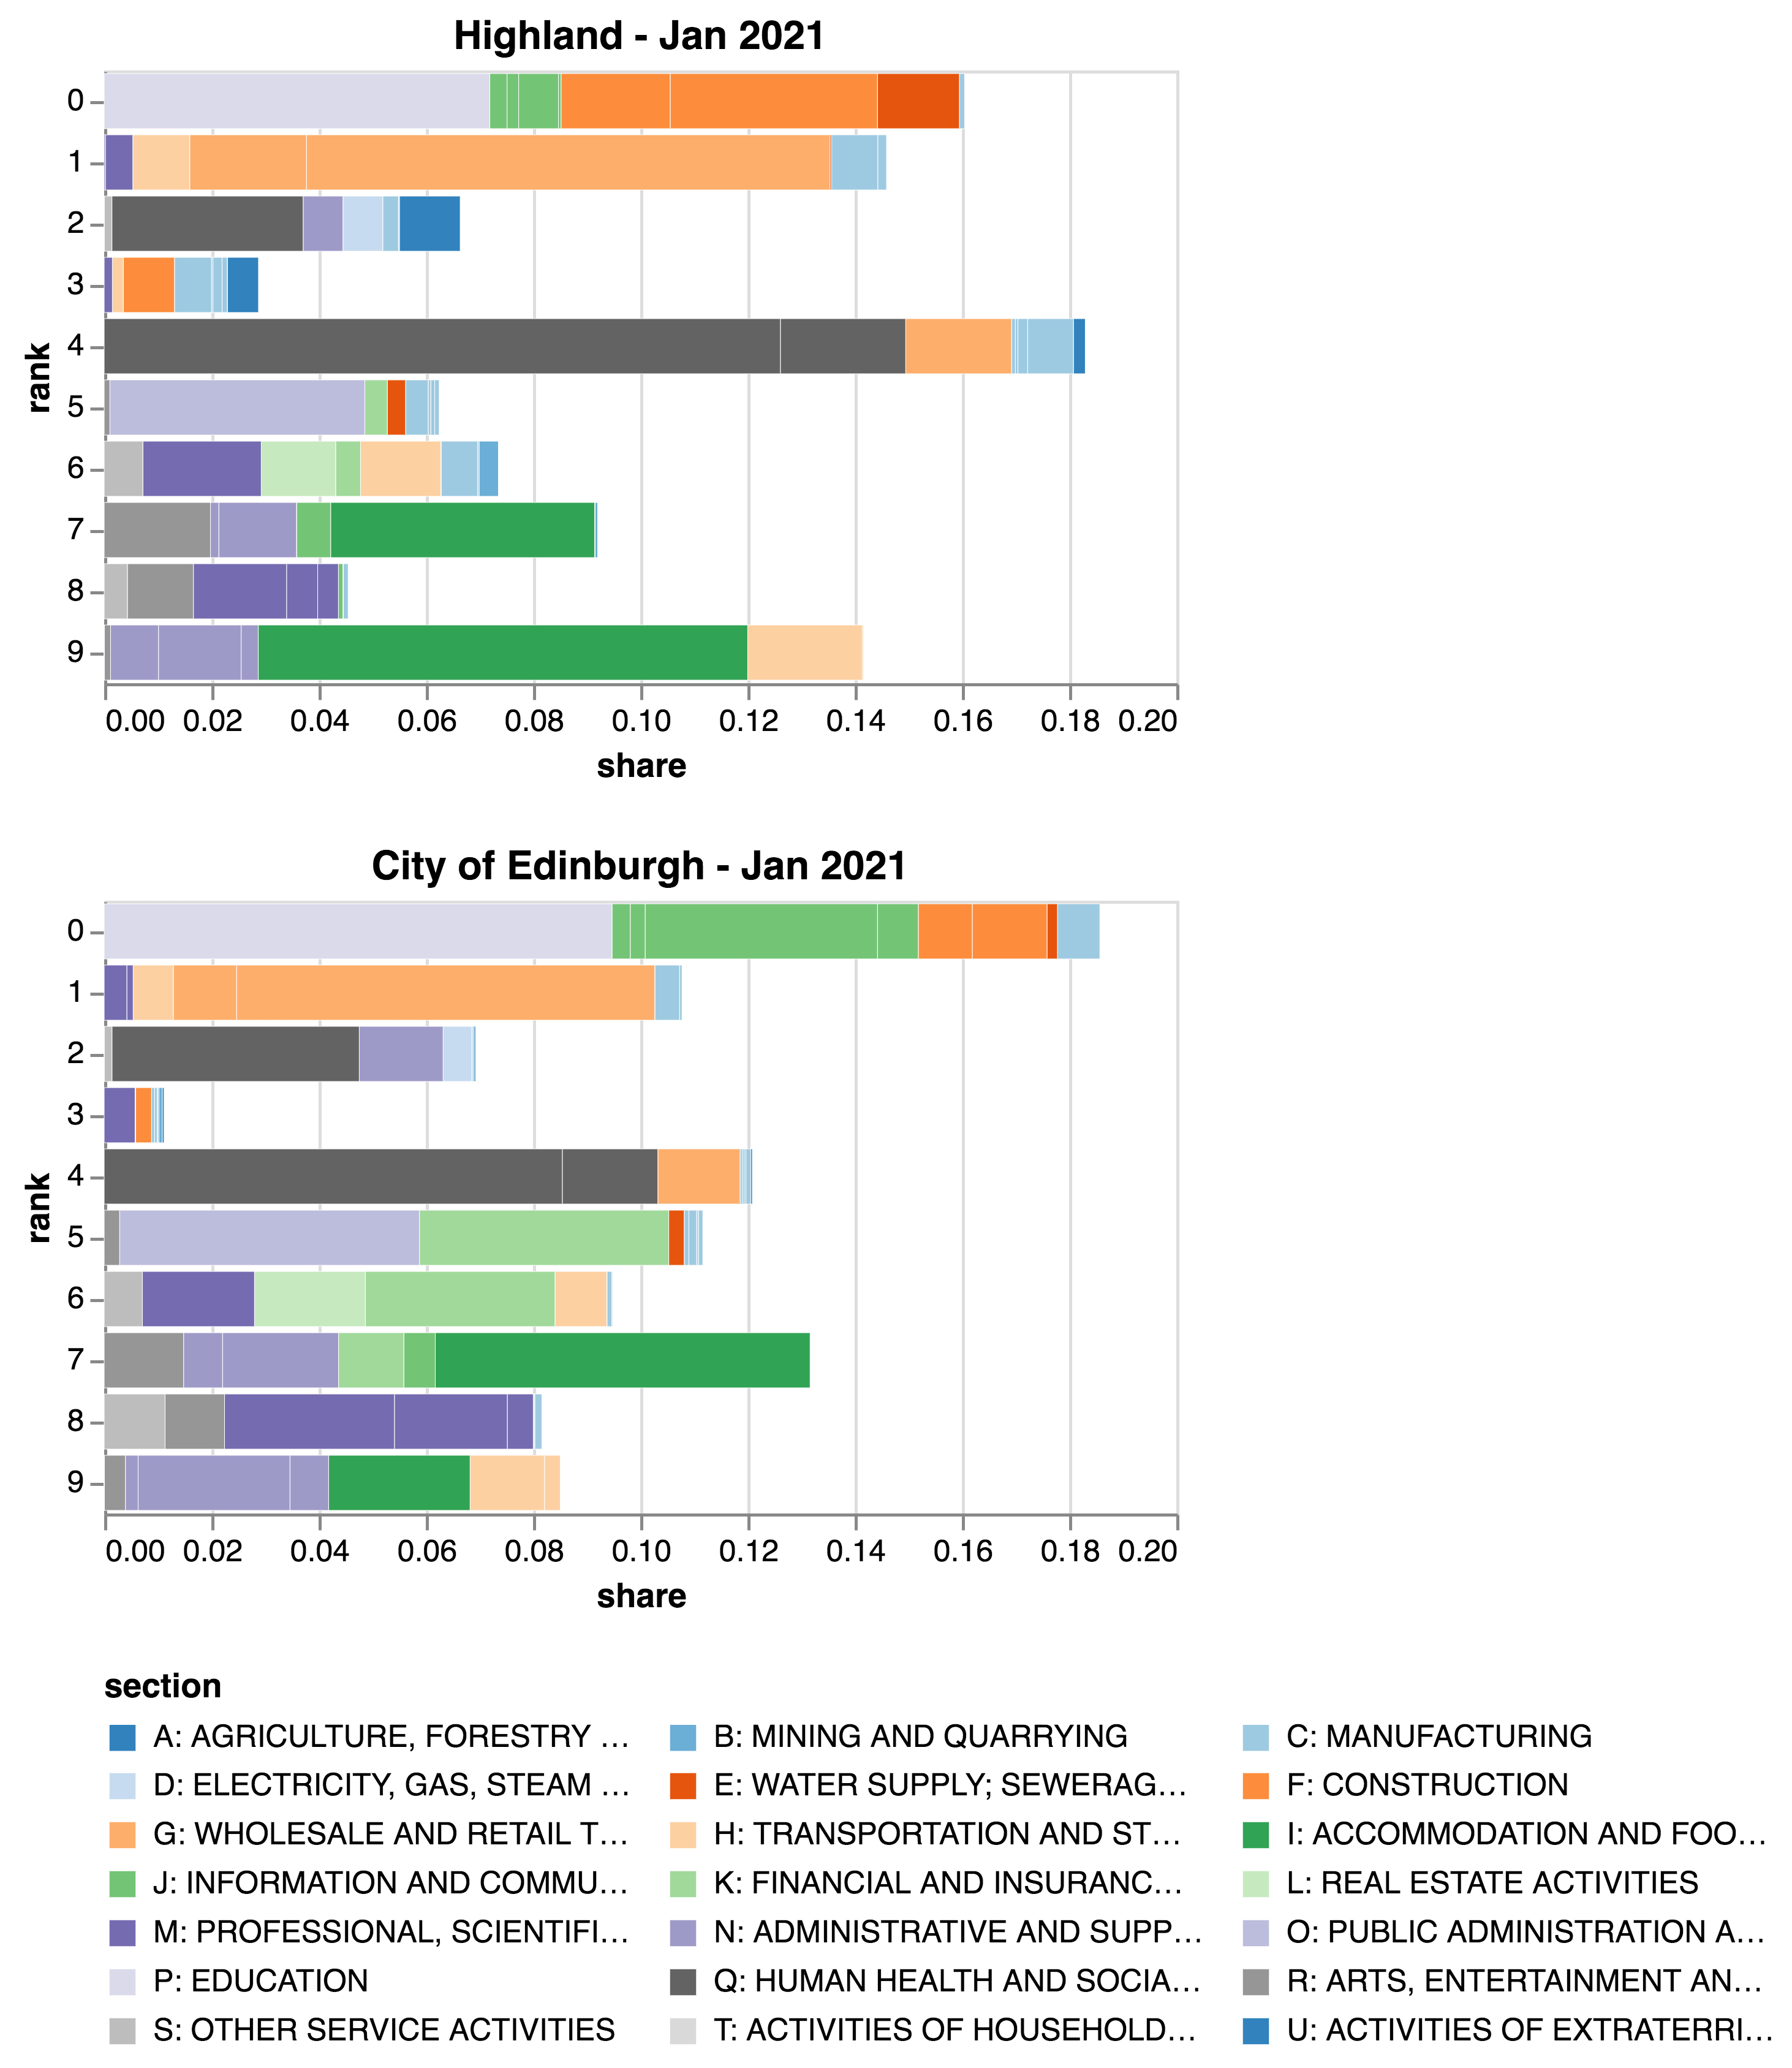 Highland - Jan 2021
rank
0
1
2
3
4
5
6
7
8
9
0.00 0.02 0.04 0.06 0.08 0.10 0.12 0.14 0.16 0.18 0.20
share
City of Edinburgh - Jan 2021
rank
0
1
2
3
4
5
6
7
8
9
0.00 0.02 0.04 0.06 0.08 0.10 0.12 0.14 0.16 0.18 0.20
share
section
A: AGRICULTURE, FORESTRY … B: MINING AND QUARRYING C: MANUFACTURING
D: ELECTRICITY, GAS, STEAM … E: WATER SUPPLY; SEWERAG… F: CONSTRUCTION
G: WHOLESALE AND RETAIL T… H: TRANSPORTATION AND ST… I: ACCOMMODATION AND FOO…
J: INFORMATION AND COMMU… K: FINANCIAL AND INSURANC… L: REAL ESTATE ACTIVITIES
M: PROFESSIONAL, SCIENTIFI… N: ADMINISTRATIVE AND SUPP… O: PUBLIC ADMINISTRATION A…
P: EDUCATION Q: HUMAN HEALTH AND SOCIA… R: ARTS, ENTERTAINMENT AN…
S: OTHER SERVICE ACTIVITIES T: ACTIVITIES OF HOUSEHOLD… U: ACTIVITIES OF EXTRATERRI…